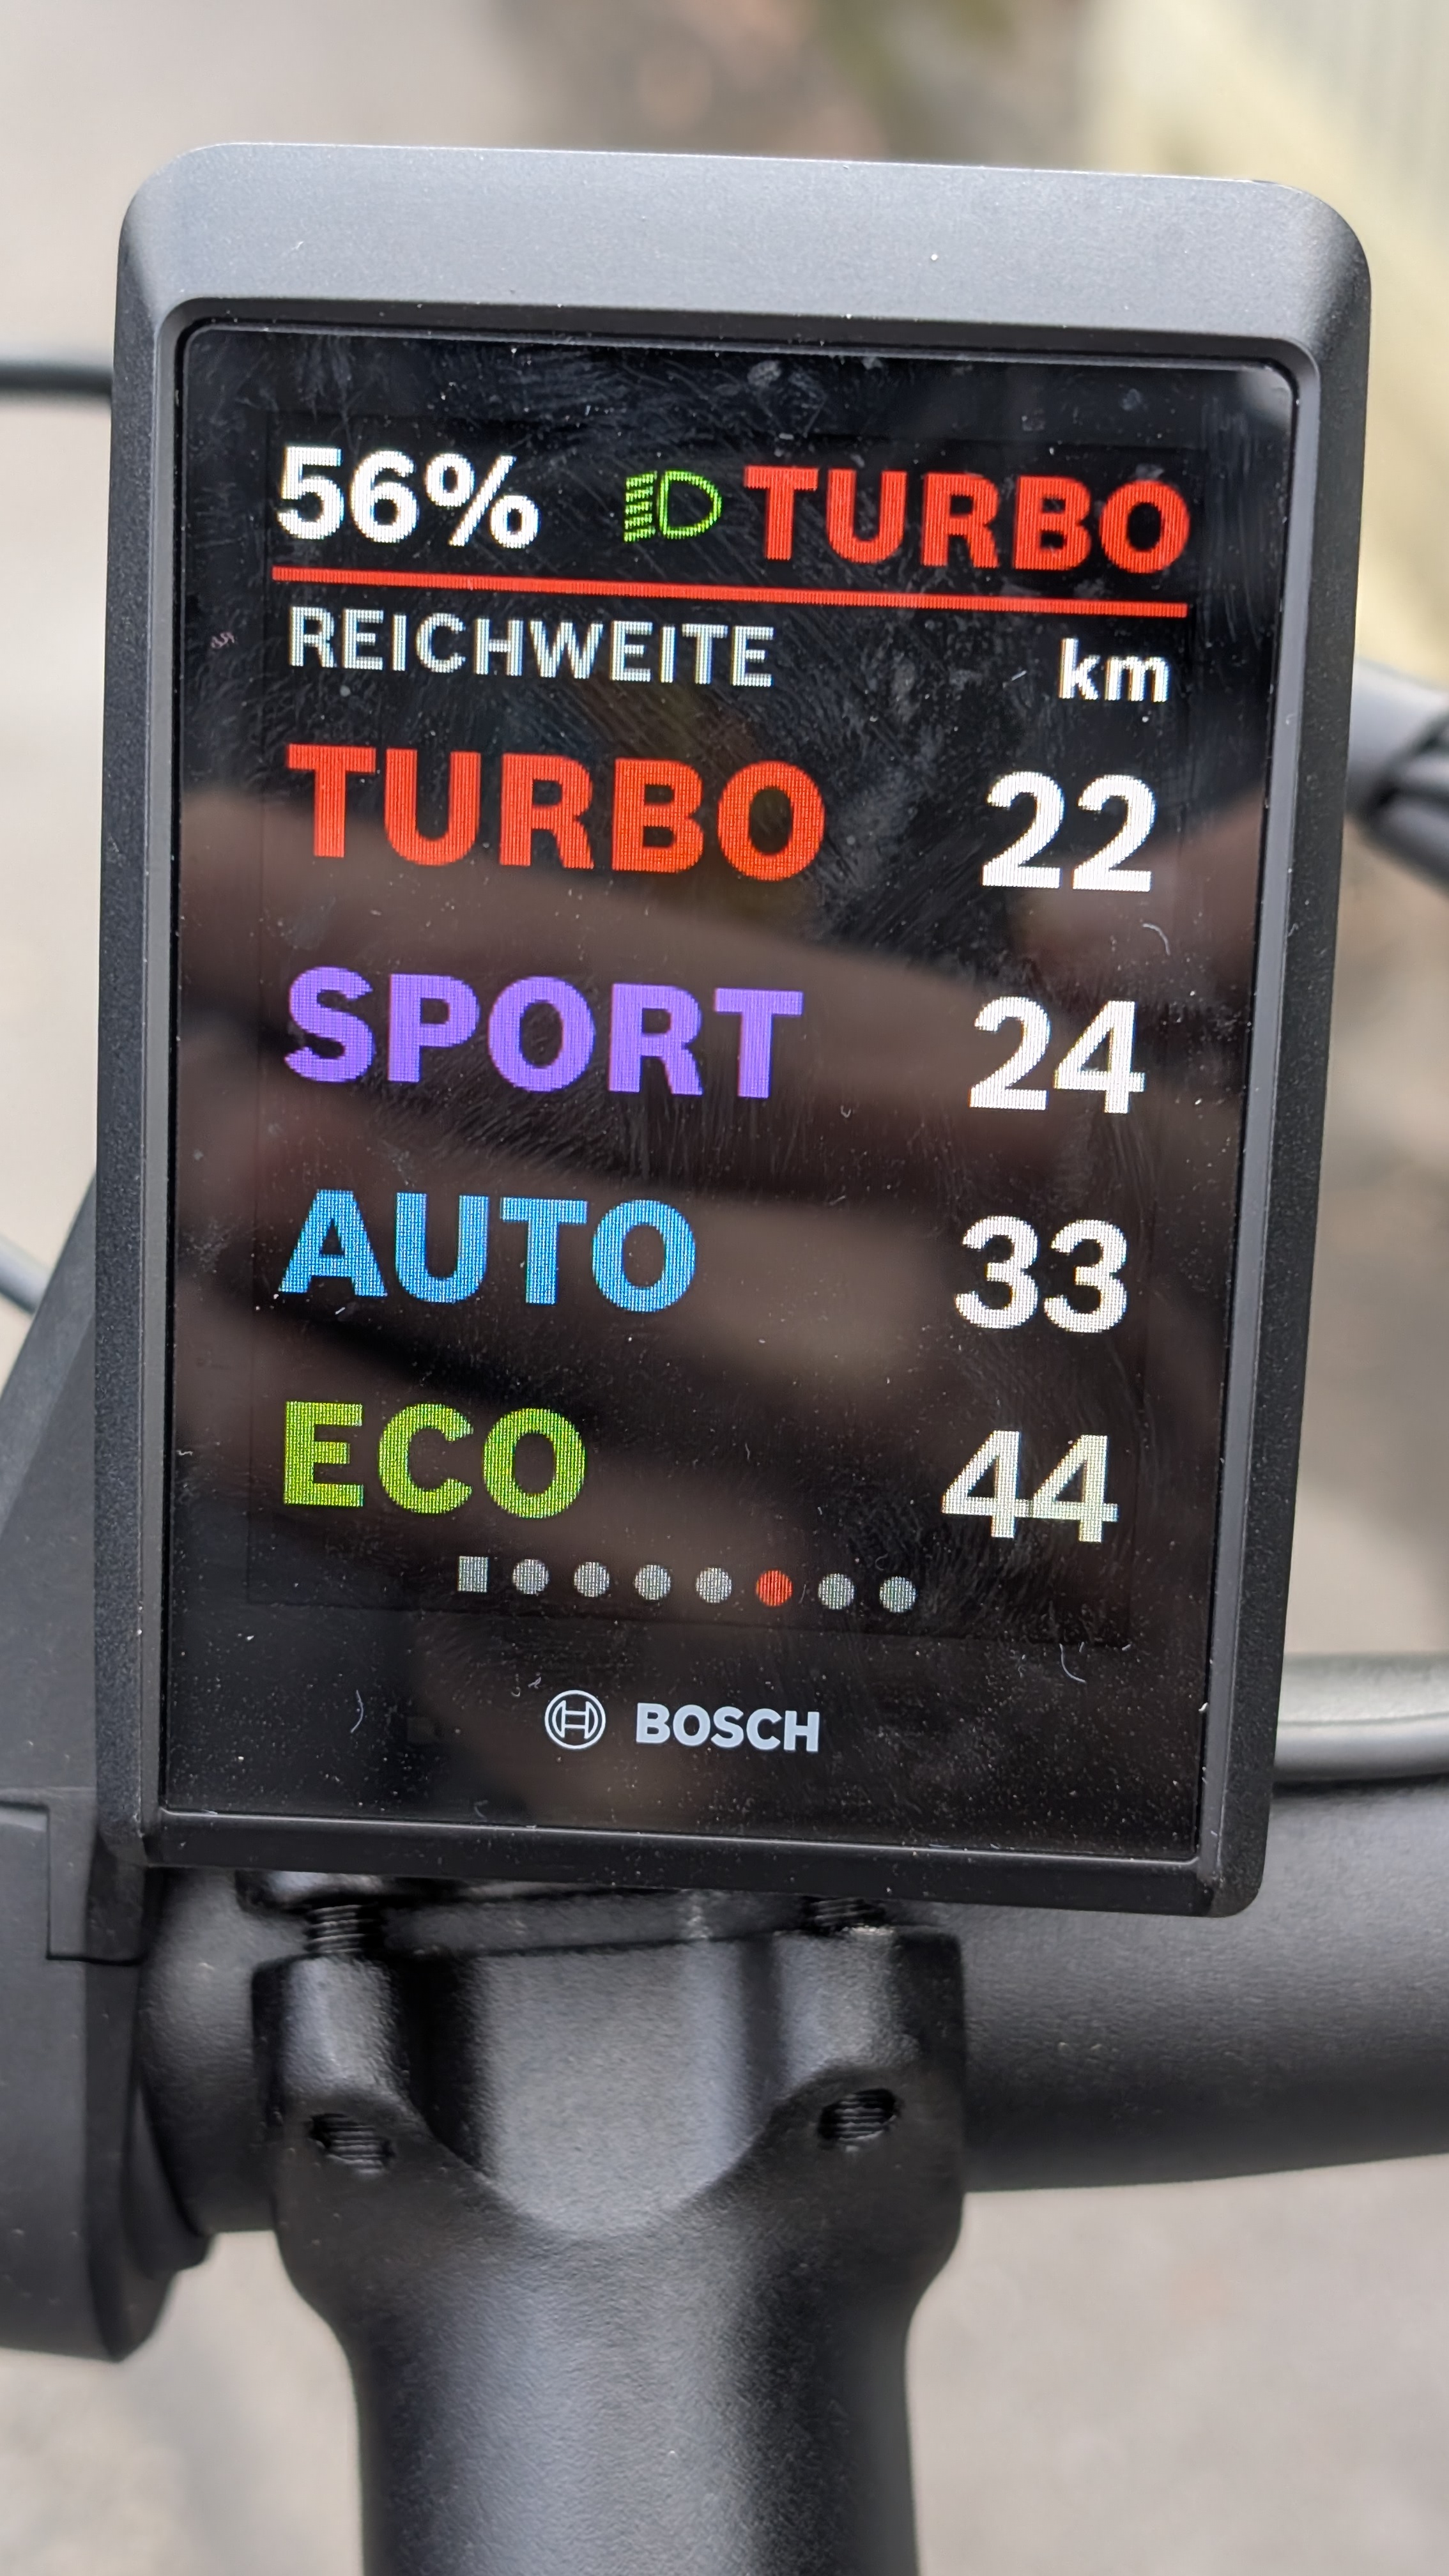 56% TURBO
REICHWEITE km
TURBO 22
SPORT 24
AUTO 33
ECO 44
BOSCH